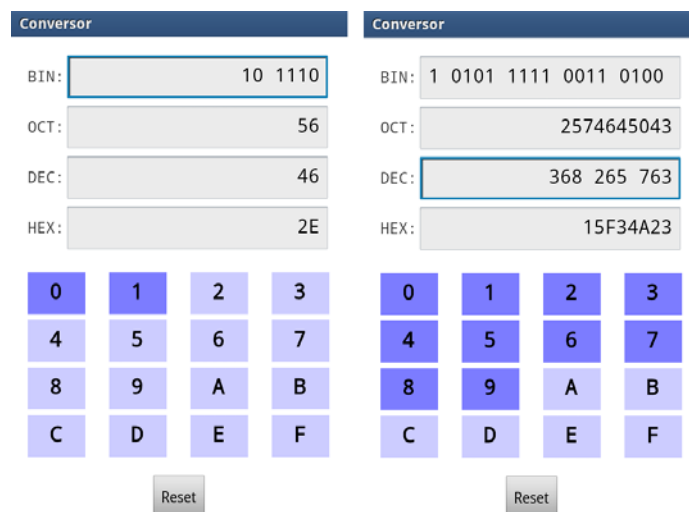 Conversor
BIN: 10 1110
OCT: 56
DEC: 46
HEX: 2E
0 1 2 3
4 5 6 7
8 9 A B
C D E F
Reset
Conversor
BIN: 1 0101 1111 0011 0100
OCT: 2574645043
DEC: 368 265 763
HEX: 15F34A23
0 1 2 3
4 5 6 7
8 9 A B
C D E F
Reset